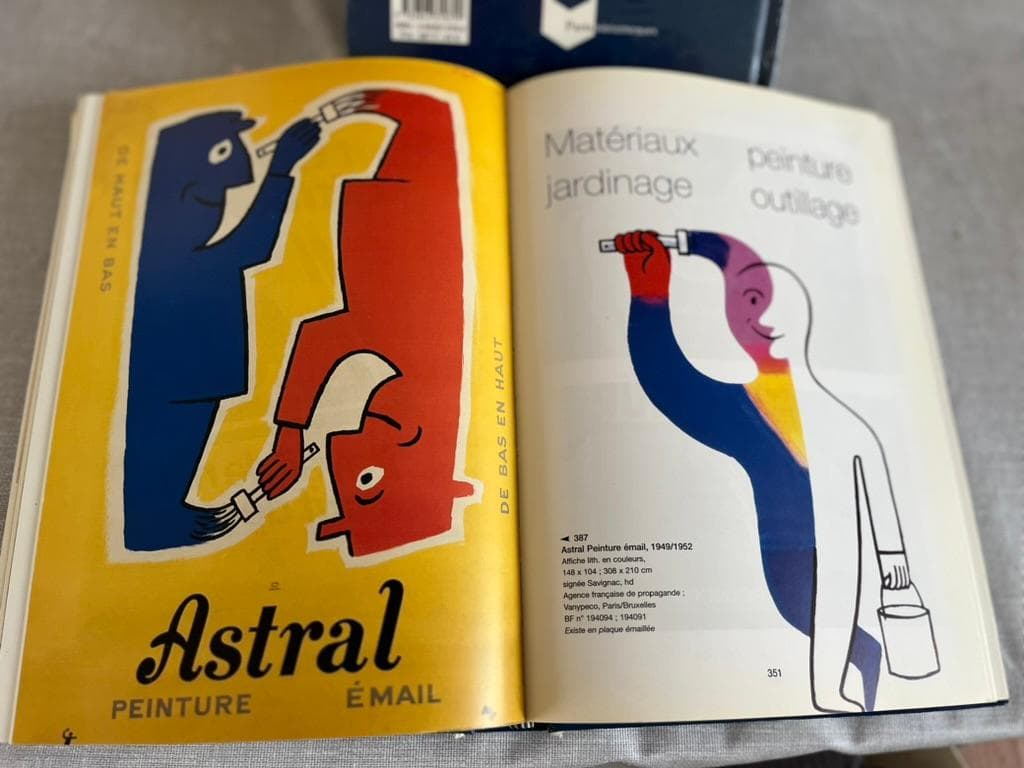 DE HAUT EN BAS
DE BAS EN HAUT
Astral
PEINTURE ÉMAIL
Matériaux peinture
jardinage outillage
◄ 387
Astral Peinture émail, 1949/1952
Affiche lith. en couleurs,
148 x 104 ; 308 x 210 cm
signée Savignac, hd
Agence française de propagande ;
Vanypeco, Paris/Bruxelles
BF n° 194094 ; 194091
Existe en plaque émaillée
351